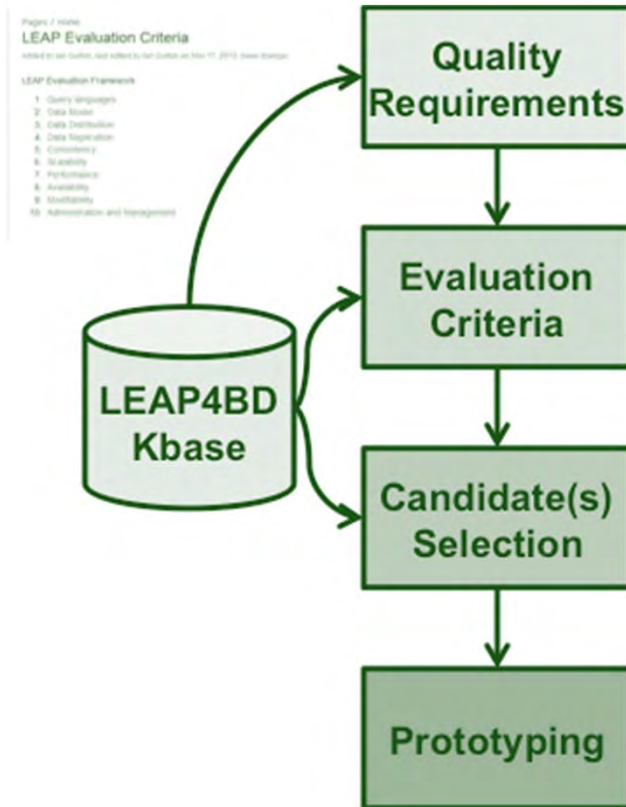 Pages / Home
LEAP Evaluation Criteria
LEAP Evaluation Framework
1. Query languages
2. Data Model
3. Data Distribution
4. Data Replication
5. Consistency
6. Scalability
7. Performance
8. Availability
9. Modifiability
10. Administration and Management
Quality
Requirements
Evaluation
Criteria
LEAP4BD
Kbase
Candidate(s)
Selection
Prototyping